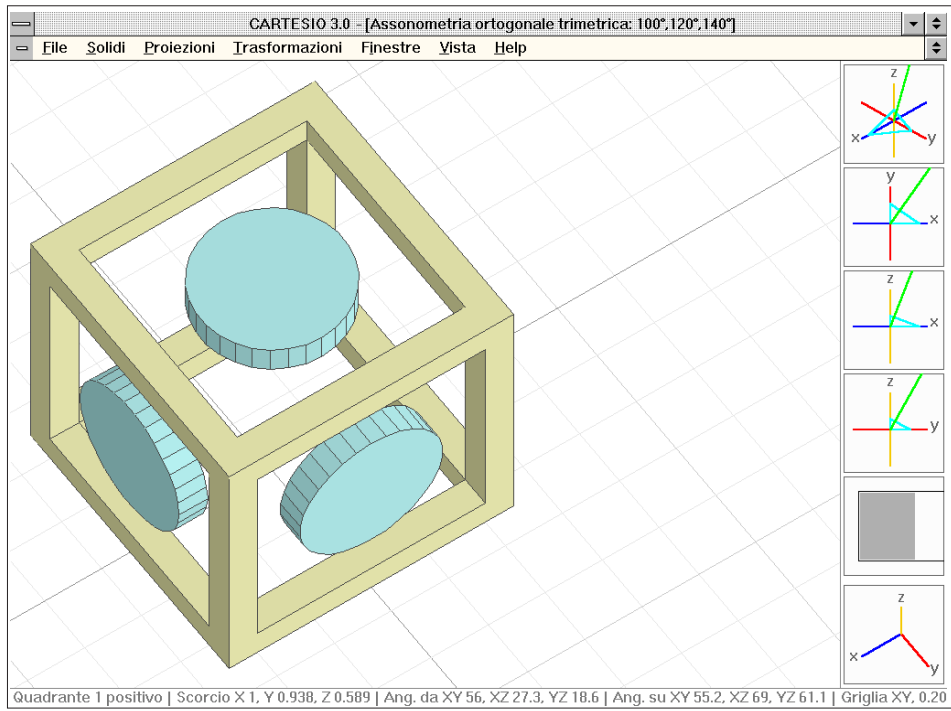 CARTESIO 3.0 - [Assonometria ortogonale trimetrica: 100°,120°,140°]
File Solidi Proiezioni Trasformazioni Finestre Vista Help
z
x y
y
x
z
x
z
y
z
x
y
Quadrante 1 positivo | Scorcio X 1, Y 0.938, Z 0.589 | Ang. da XY 56, XZ 27.3, YZ 18.6 | Ang. su XY 55.2, XZ 69, YZ 61.1 | Griglia XY, 0.20